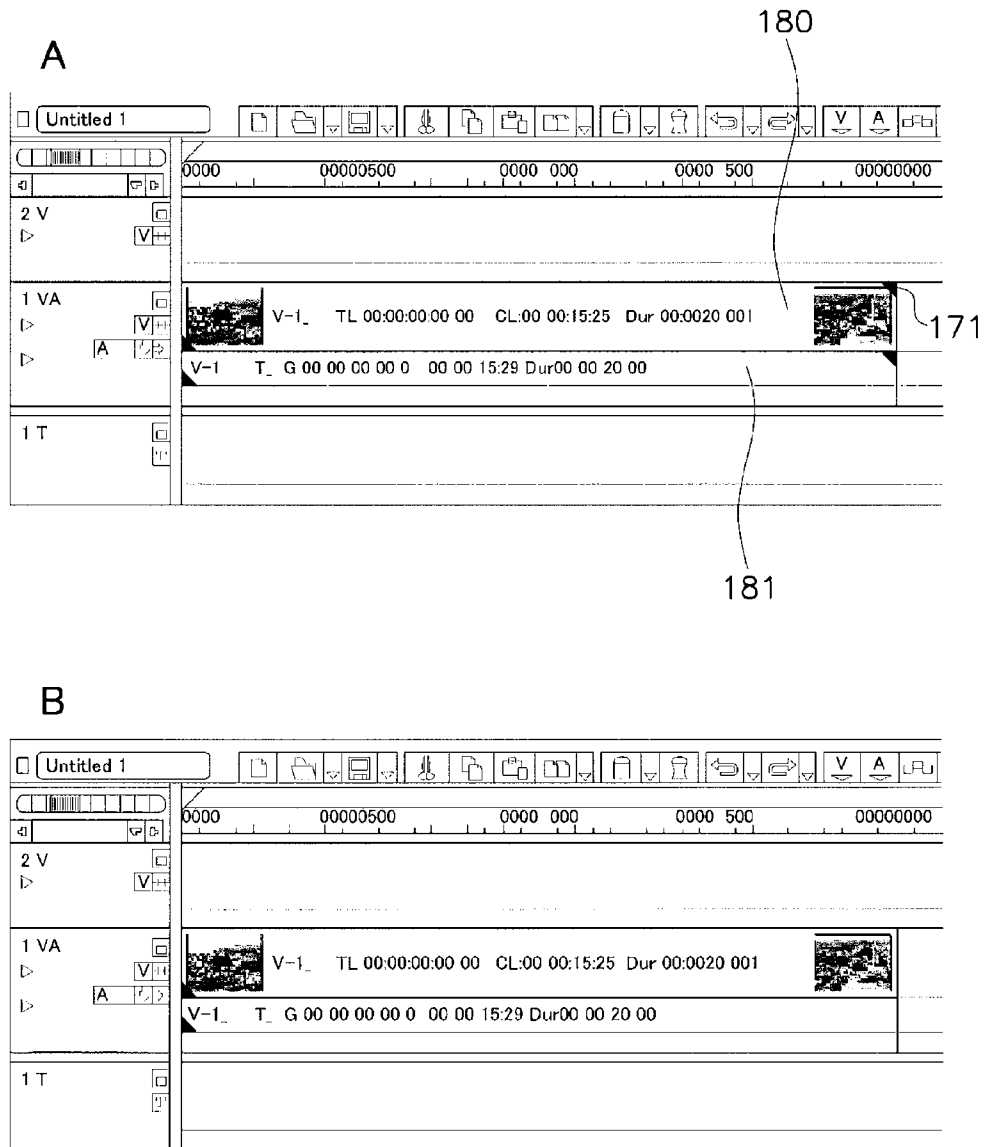 180
A
Untitled 1
V A
0000 00000500 0000 000 0000 500 00000000
2 V
V
1 VA
V
A
V-1_ TL 00:00:00:00 00 CL:00 00:15:25 Dur 00:0020 001
171
V-1 T_ G 00 00 00 00 0 00 00 15:29 Dur00 00 20 00
1 T
181
B
Untitled 1
V A
0000 00000500 0000 000 0000 500 00000000
2 V
V
1 VA
V
A
V-1_ TL 00:00:00:00 00 CL:00 00:15:25 Dur 00:0020 001
V-1_ T_ G 00 00 00 00 0 00 00 15:29 Dur00 00 20 00
1 T